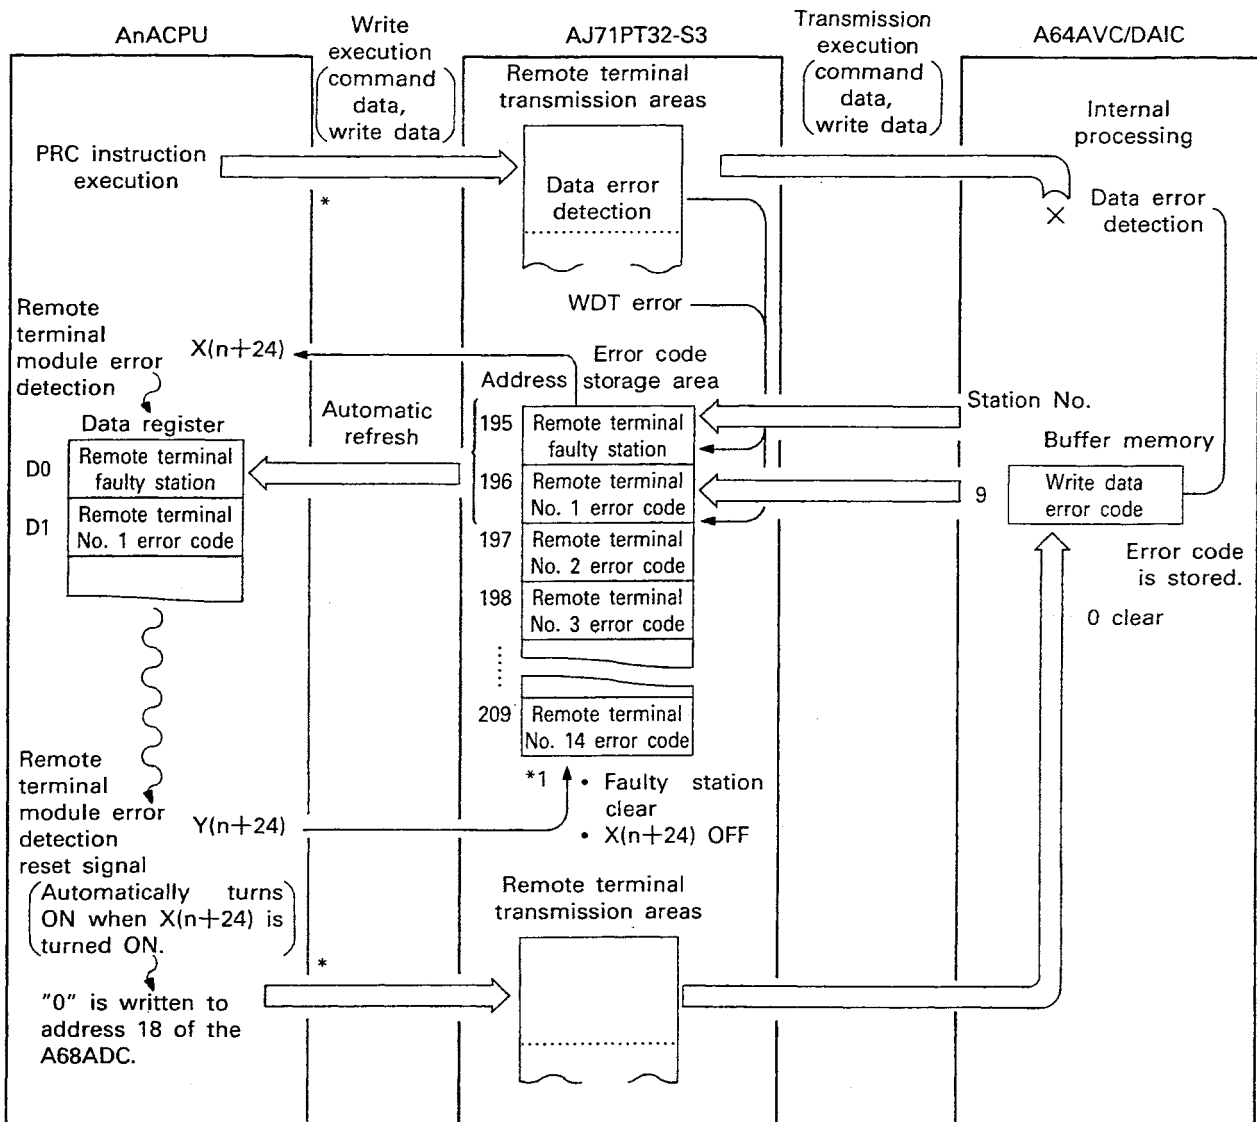 AnACPU
Write
execution
(command
data,
write data)
AJ71PT32-S3
Transmission
execution
(command
data,
write data)
A64AVC/DAIC
Remote terminal
transmission areas
Internal
processing
PRC instruction
execution
*
Data error
detection
×
Data error
detection
WDT error
Remote
terminal
module error
detection
X(n+24)
Error code
storage area
Address
Station No.
Data register
Automatic
refresh
195
Remote terminal
faulty station
Buffer memory
D0
Remote terminal
faulty station
196
Remote terminal
No. 1 error code
9
Write data
error code
D1
Remote terminal
No. 1 error code
197
Remote terminal
No. 2 error code
Error code
is stored.
198
Remote terminal
No. 3 error code
0 clear
209
Remote terminal
No. 14 error code
*1
• Faulty station
clear
• X(n+24) OFF
Remote
terminal
module error
detection
reset signal
Y(n+24)
(Automatically turns
ON when X(n+24) is
turned ON.)
Remote terminal
transmission areas
*
"0" is written to
address 18 of the
A68ADC.